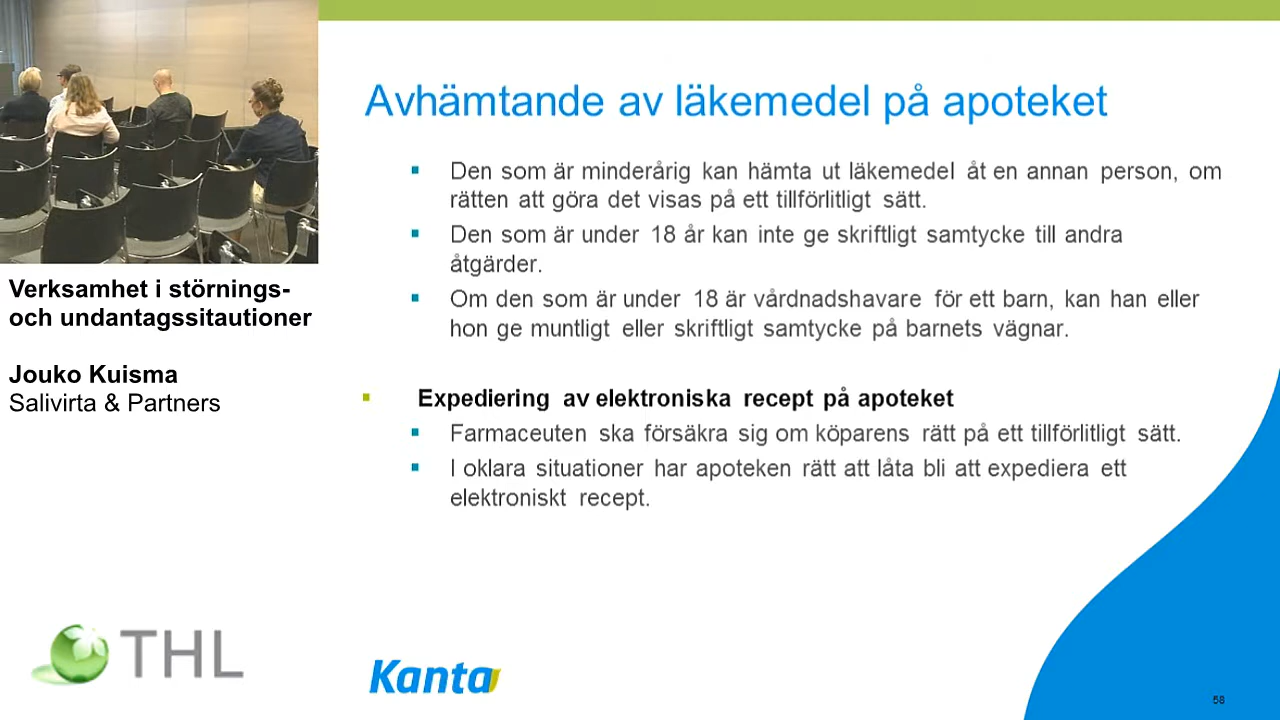 Avhämtande av läkemedel på apoteket
Den som är minderårig kan hämta ut läkemedel åt en annan person, om
rätten att göra det visas på ett tillförlitligt sätt.
Den som är under 18 år kan inte ge skriftligt samtycke till andra
åtgärder.
Om den som är under 18 är vårdnadshavare för ett barn, kan han eller
hon ge muntligt eller skriftligt samtycke på barnets vägnar.
Expediering av elektroniska recept på apoteket
Farmaceuten ska försäkra sig om köparens rätt på ett tillförlitligt sätt.
I oklara situationer har apoteken rätt att låta bli att expediera ett
elektroniskt recept.
Verksamhet i störnings-
och undantagssitautioner
Jouko Kuisma
Salivirta & Partners
THL
Kanta
58